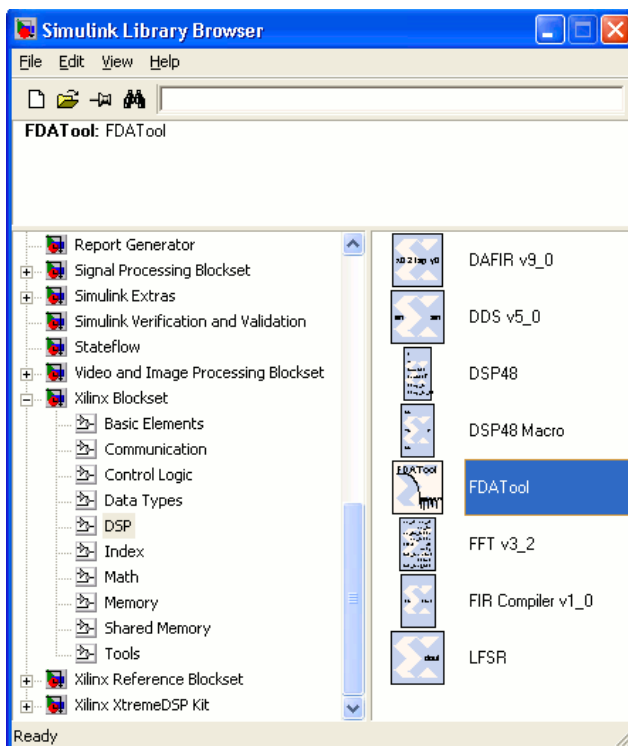 Simulink Library Browser
File Edit View Help
FDATool: FDATool
Report Generator
Signal Processing Blockset
Simulink Extras
Simulink Verification and Validation
Stateflow
Video and Image Processing Blockset
Xilinx Blockset
Basic Elements
Communication
Control Logic
Data Types
DSP
Index
Math
Memory
Shared Memory
Tools
Xilinx Reference Blockset
Xilinx XtremeDSP Kit
DAFIR v9_0
DDS v5_0
DSP48
DSP48 Macro
FDATool
FDATool
FFT v3_2
FIR Compiler v1_0
dout
LFSR
Ready